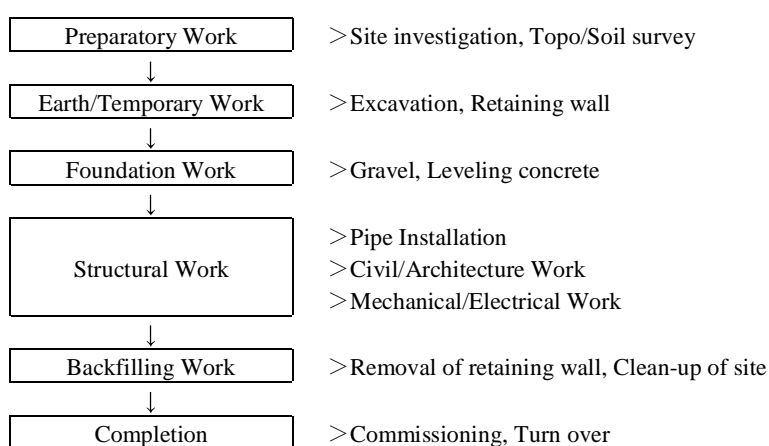 Preparatory Work ＞Site investigation, Topo/Soil survey
↓
Earth/Temporary Work ＞Excavation, Retaining wall
↓
Foundation Work ＞Gravel, Leveling concrete
↓
＞Pipe Installation
Structural Work ＞Civil/Architecture Work
＞Mechanical/Electrical Work
↓
Backfilling Work ＞Removal of retaining wall, Clean-up of site
↓
Completion ＞Commissioning, Turn over